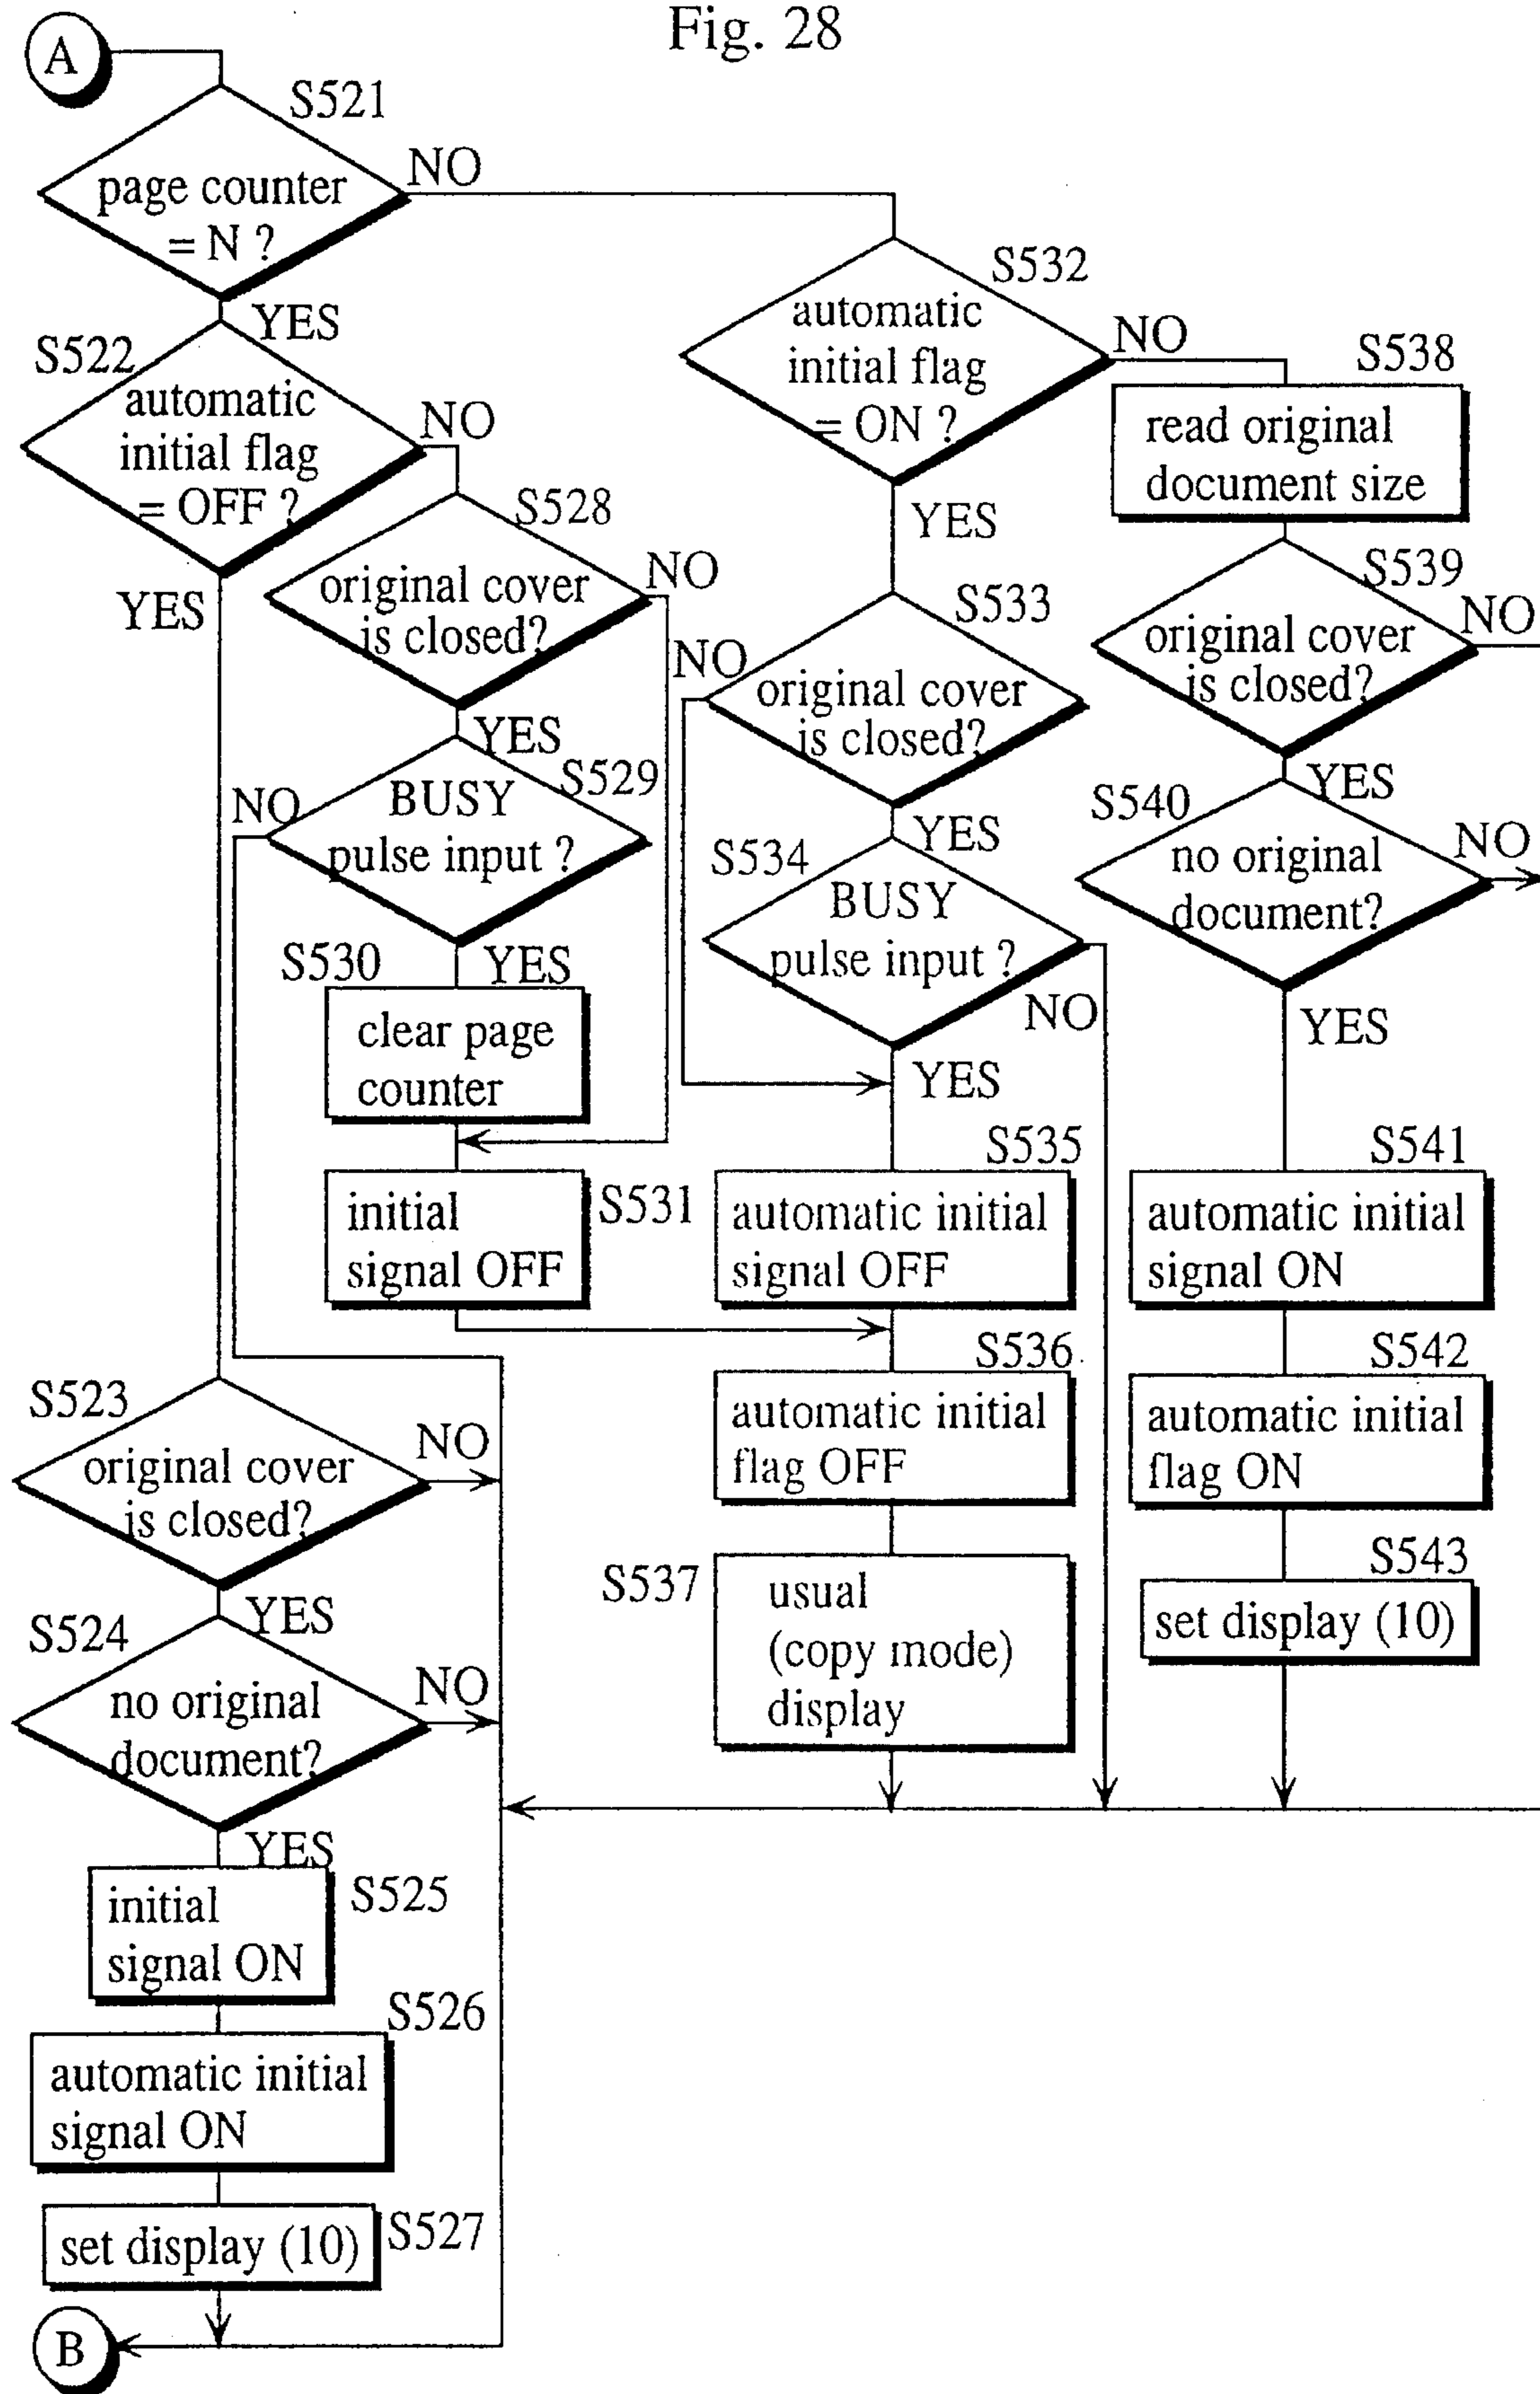 Fig. 28
A
S521
page counter
= N ?
NO
YES
S522
automatic
initial flag
= OFF ?
NO
YES
S528
original cover
is closed?
NO
YES
S529
BUSY
pulse input ?
NO
YES
S530
clear page
counter
S531
initial
signal OFF
S523
original cover
is closed?
NO
YES
S524
no original
document?
NO
YES
S525
initial
signal ON
S526
automatic initial
signal ON
S527
set display (10)
B
S532
automatic
initial flag
= ON ?
NO
YES
S533
original cover
is closed?
NO
YES
S534
BUSY
pulse input ?
NO
YES
S535
automatic initial
signal OFF
S536
automatic initial
flag OFF
S537
usual
(copy mode)
display
S538
read original
document size
S539
original cover
is closed?
NO
YES
S540
no original
document?
NO
YES
S541
automatic initial
signal ON
S542
automatic initial
flag ON
S543
set display (10)